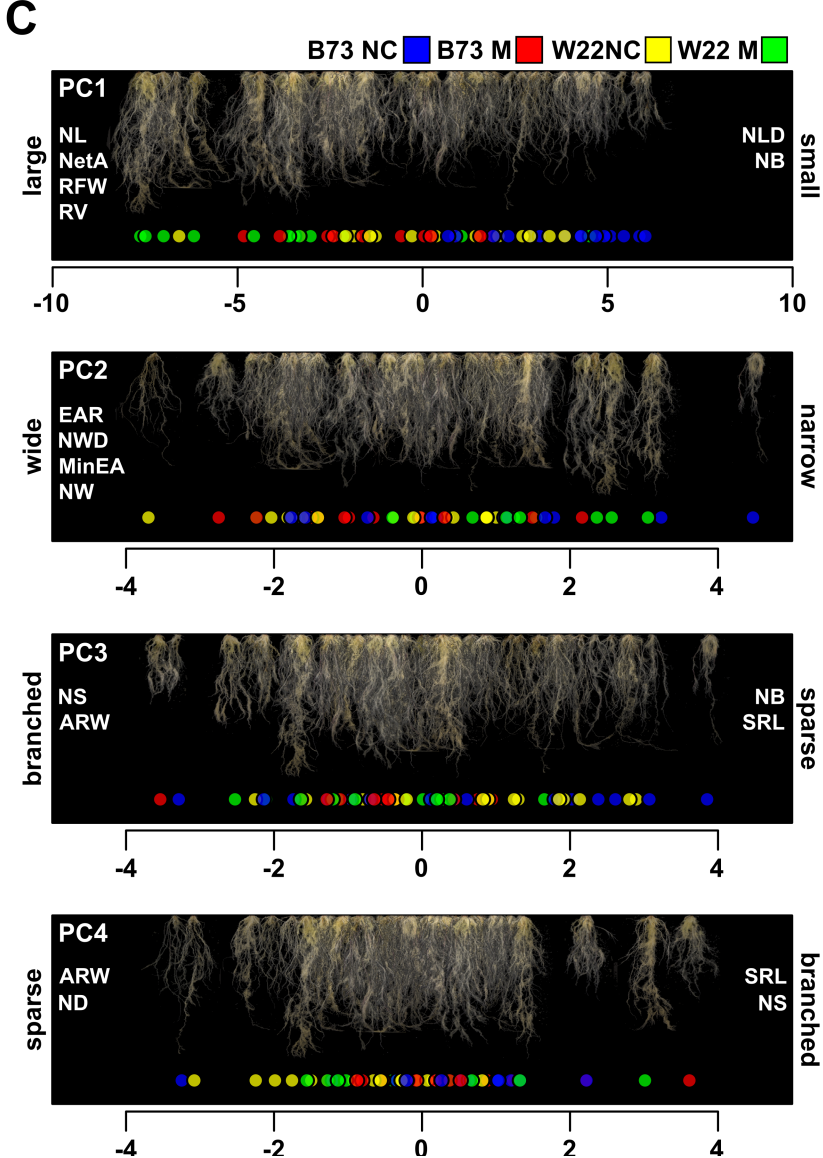 C
B73 NC B73 M W22NC W22 M
PC1
large
NL
NetA
RFW
RV
NLD
NB
small
-10 -5 0 5 10
PC2
wide
EAR
NWD
MinEA
NW
narrow
-4 -2 0 2 4
PC3
branched
NS
ARW
NB
SRL
sparse
-4 -2 0 2 4
PC4
sparse
ARW
ND
SRL
NS
branched
-4 -2 0 2 4